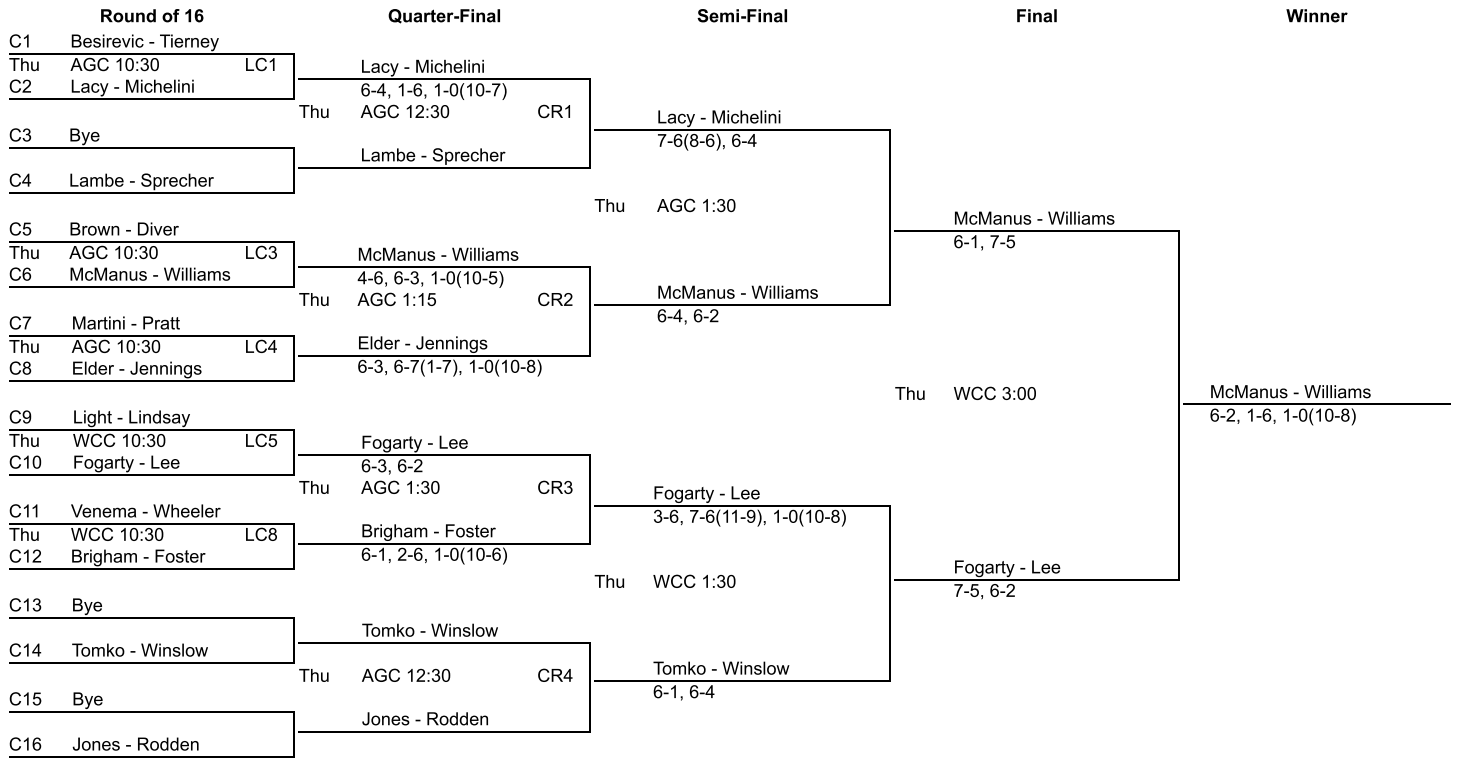 Round of 16 Quarter-Final Semi-Final Final Winner
C1 Besirevic - Tierney
Thu AGC 10:30 LC1
C2 Lacy - Michelini
C3 Bye
C4 Lambe - Sprecher
C5 Brown - Diver
Thu AGC 10:30 LC3
C6 McManus - Williams
C7 Martini - Pratt
Thu AGC 10:30 LC4
C8 Elder - Jennings
C9 Light - Lindsay
Thu WCC 10:30 LC5
C10 Fogarty - Lee
C11 Venema - Wheeler
Thu WCC 10:30 LC8
C12 Brigham - Foster
C13 Bye
C14 Tomko - Winslow
C15 Bye
C16 Jones - Rodden
Lacy - Michelini
6-4, 1-6, 1-0(10-7)
Thu AGC 12:30 CR1
Lambe - Sprecher
McManus - Williams
4-6, 6-3, 1-0(10-5)
Thu AGC 1:15 CR2
Elder - Jennings
6-3, 6-7(1-7), 1-0(10-8)
Fogarty - Lee
6-3, 6-2
Thu AGC 1:30 CR3
Brigham - Foster
6-1, 2-6, 1-0(10-6)
Tomko - Winslow
Thu AGC 12:30 CR4
Jones - Rodden
Lacy - Michelini
7-6(8-6), 6-4
Thu AGC 1:30
McManus - Williams
6-4, 6-2
Fogarty - Lee
3-6, 7-6(11-9), 1-0(10-8)
Thu WCC 1:30
Tomko - Winslow
6-1, 6-4
McManus - Williams
6-1, 7-5
Thu WCC 3:00
Fogarty - Lee
7-5, 6-2
McManus - Williams
6-2, 1-6, 1-0(10-8)